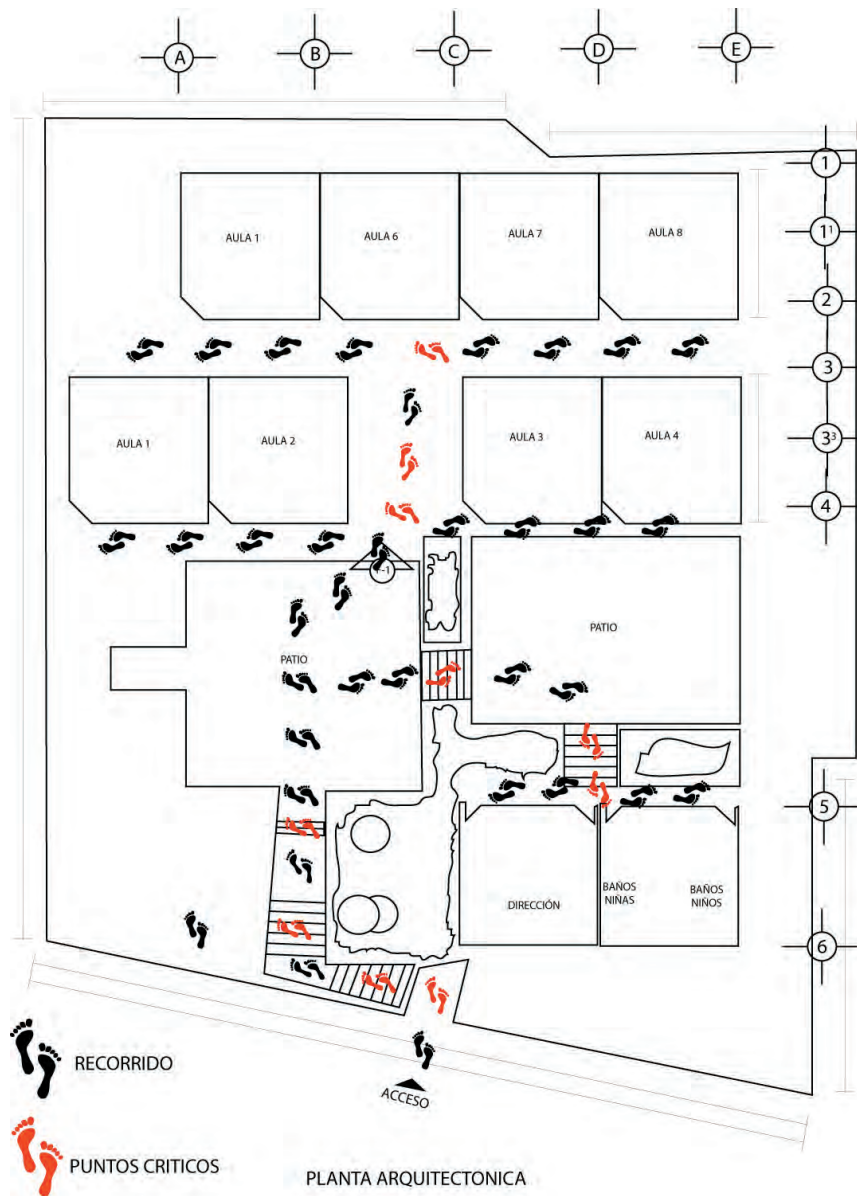 A
B
C
D
E
1
1¹
2
3
3³
4
5
6
AULA 1
AULA 6
AULA 7
AULA 8
AULA 1
AULA 2
AULA 3
AULA 4
PATIO
PATIO
DIRECCIÓN
BAÑOS
NIÑAS
BAÑOS
NIÑOS
RECORRIDO
ACCESO
PUNTOS CRITICOS
PLANTA ARQUITECTONICA